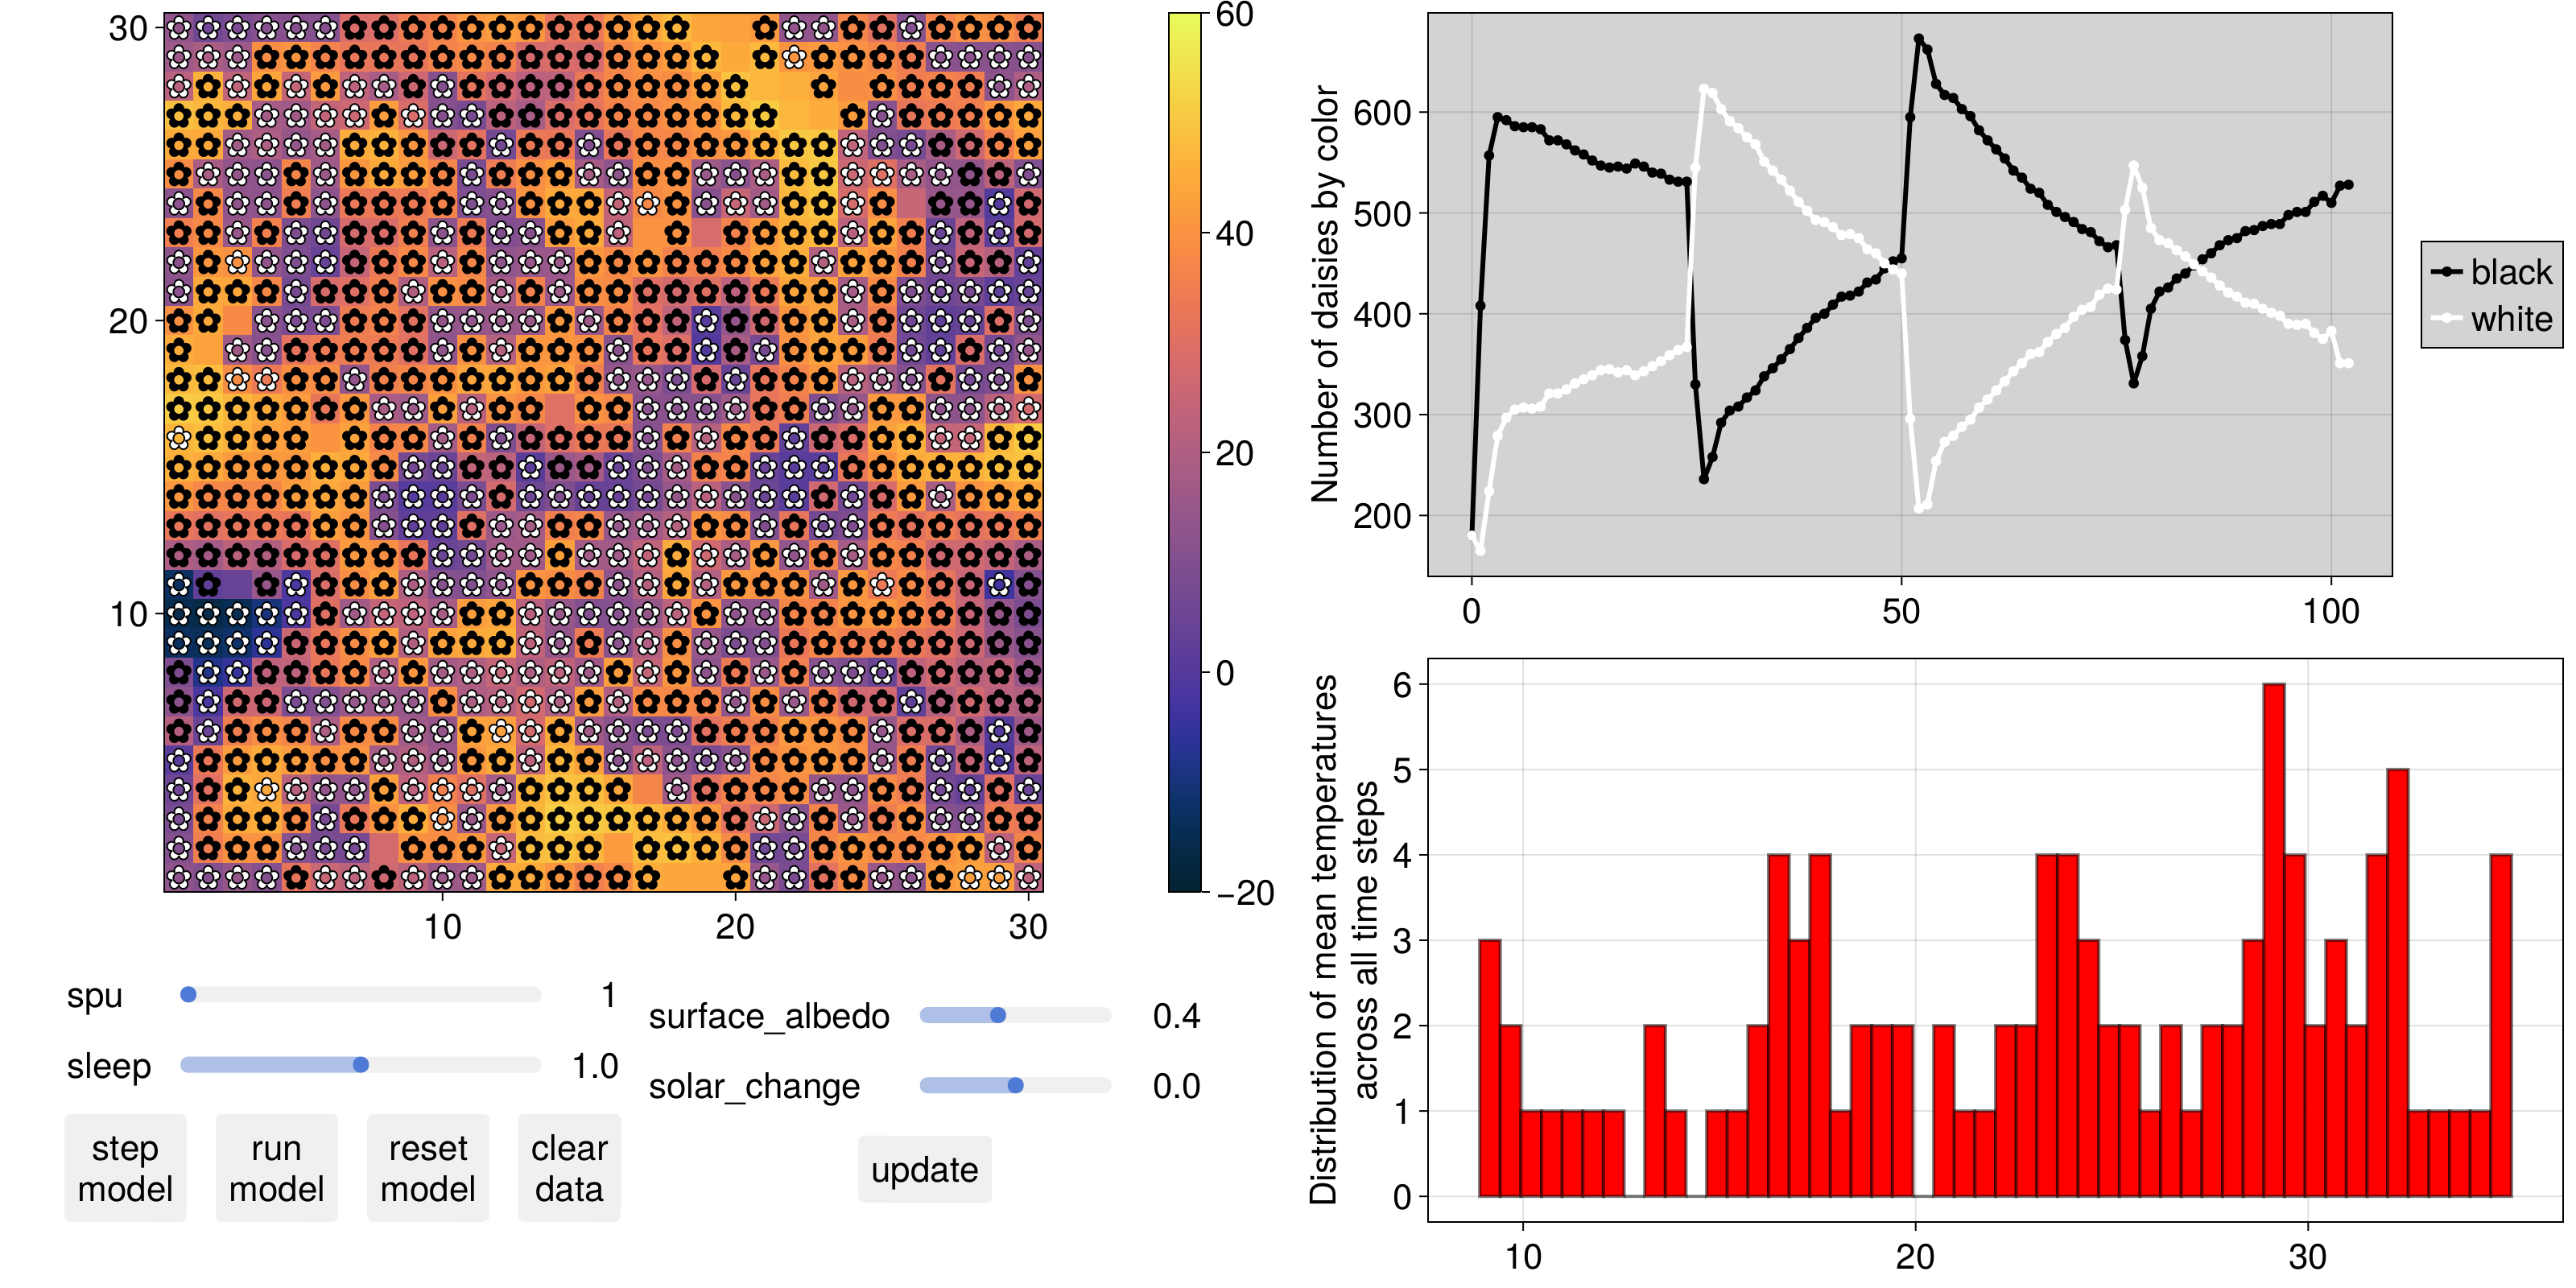 30
20
10
10
20
30
60
40
20
0
−20
Number of daisies by color
600
500
400
300
200
0
50
100
black
white
Distribution of mean temperatures
across all time steps
6
5
4
3
2
1
0
10
20
30
spu
1
sleep
1.0
surface_albedo
0.4
solar_change
0.0
step
model
run
model
reset
model
clear
data
update